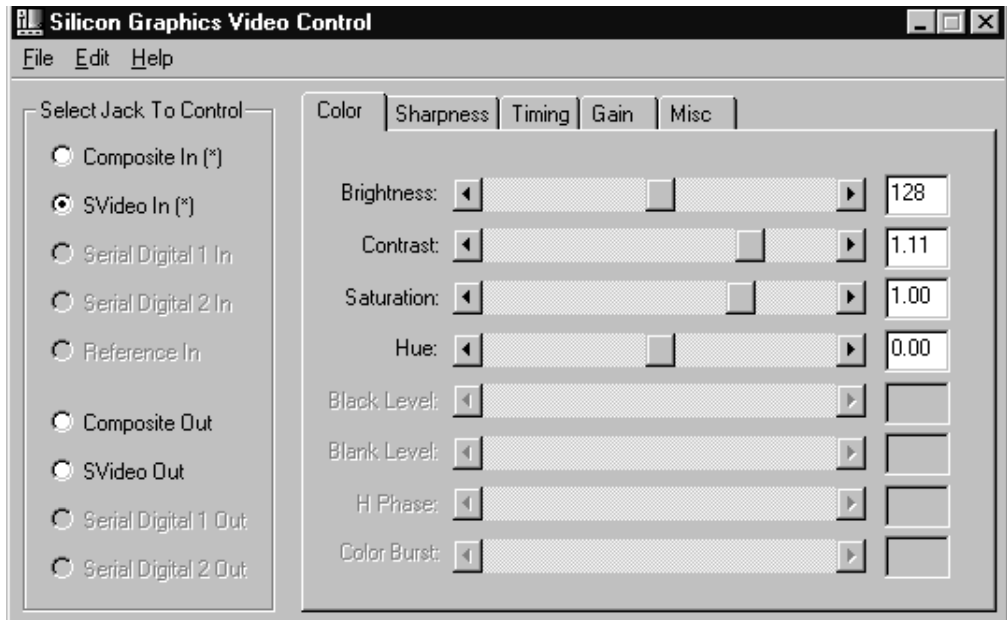 Silicon Graphics Video Control
File Edit Help
Select Jack To Control
Composite In (*)
SVideo In (*)
Serial Digital 1 In
Serial Digital 2 In
Reference In
Composite Out
SVideo Out
Serial Digital 1 Out
Serial Digital 2 Out
Color Sharpness Timing Gain Misc
Brightness: 128
Contrast: 1.11
Saturation: 1.00
Hue: 0.00
Black Level:
Blank Level:
H Phase:
Color Burst: